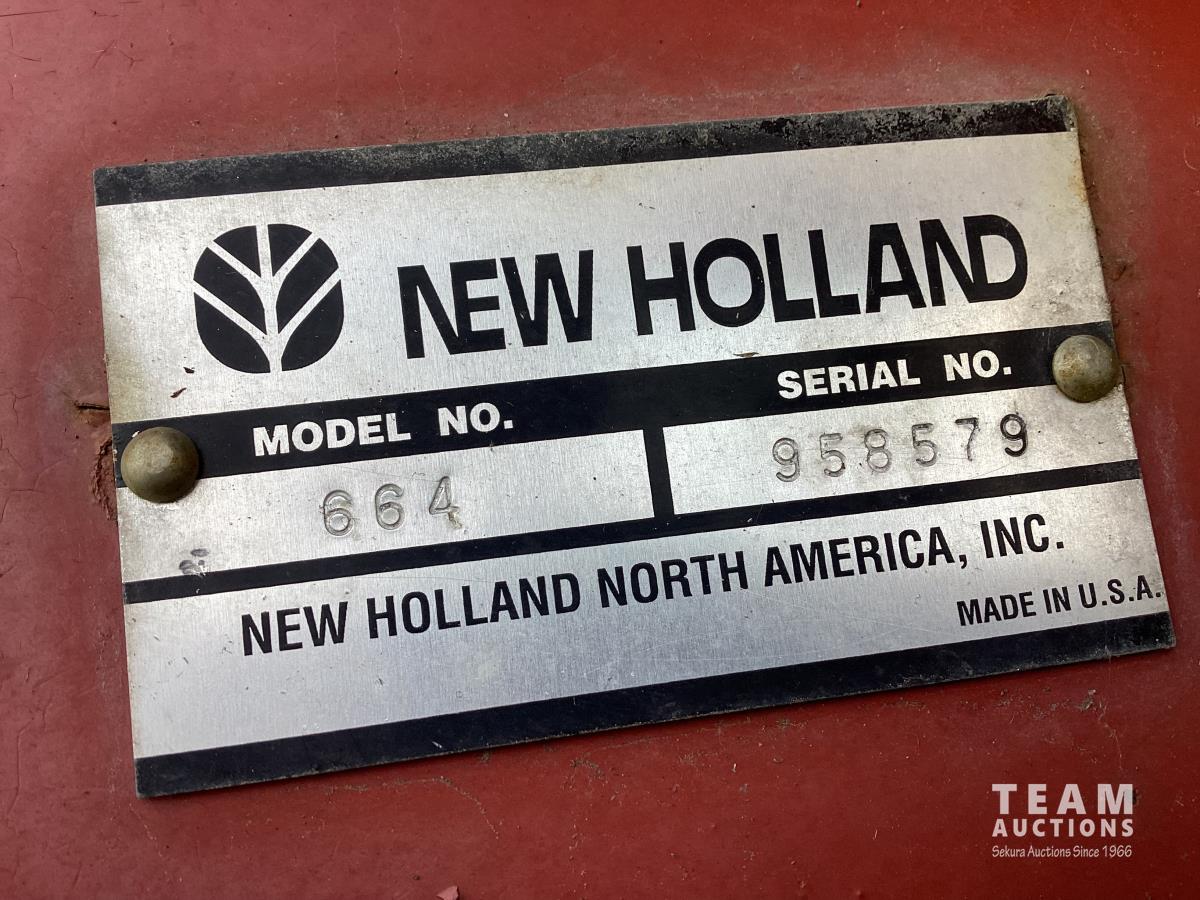 NEW HOLLAND
MODEL NO.
SERIAL NO.
664
958579
NEW HOLLAND NORTH AMERICA, INC.
MADE IN U.S.A.
TEAM
AUCTIONS
Sekura Auctions Since 1966